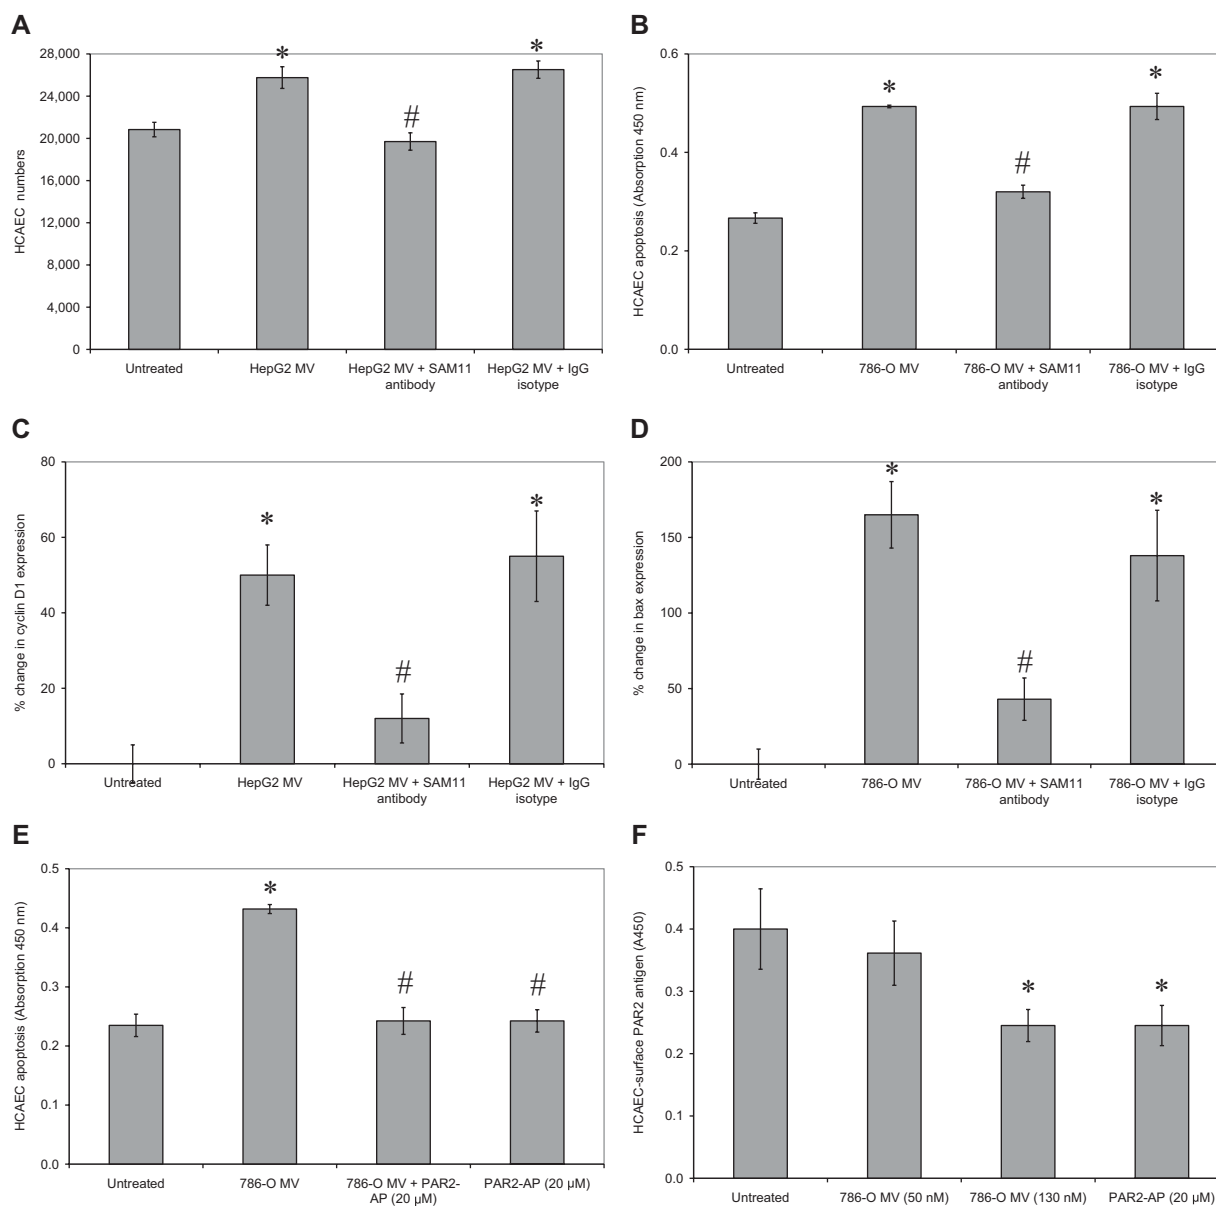 A
HCAEC numbers
28,000
24,000
20,000
16,000
12,000
8,000
4,000
0
*
#
*
Untreated
HepG2 MV
HepG2 MV + SAM11
antibody
HepG2 MV + IgG
isotype
B
HCAEC apoptosis (Absorption 450 nm)
0.6
0.4
0.2
0.0
*
#
*
Untreated
786-O MV
786-O MV + SAM11
antibody
786-O MV + IgG
isotype
C
% change in cyclin D1 expression
80
60
40
20
0
*
#
*
Untreated
HepG2 MV
HepG2 MV + SAM11
antibody
HepG2 MV + IgG
isotype
D
% change in bax expression
200
150
100
50
0
*
#
*
Untreated
786-O MV
786-O MV + SAM11
antibody
786-O MV + IgG
isotype
E
HCAEC apoptosis (Absorption 450 nm)
0.5
0.4
0.3
0.2
0.1
0.0
*
#
#
Untreated
786-O MV
786-O MV + PAR2-
AP (20 µM)
PAR2-AP (20 µM)
F
HCAEC-surface PAR2 antigen (A450)
0.5
0.4
0.3
0.2
0.1
0.0
*
*
Untreated
786-O MV (50 nM)
786-O MV (130 nM)
PAR2-AP (20 µM)